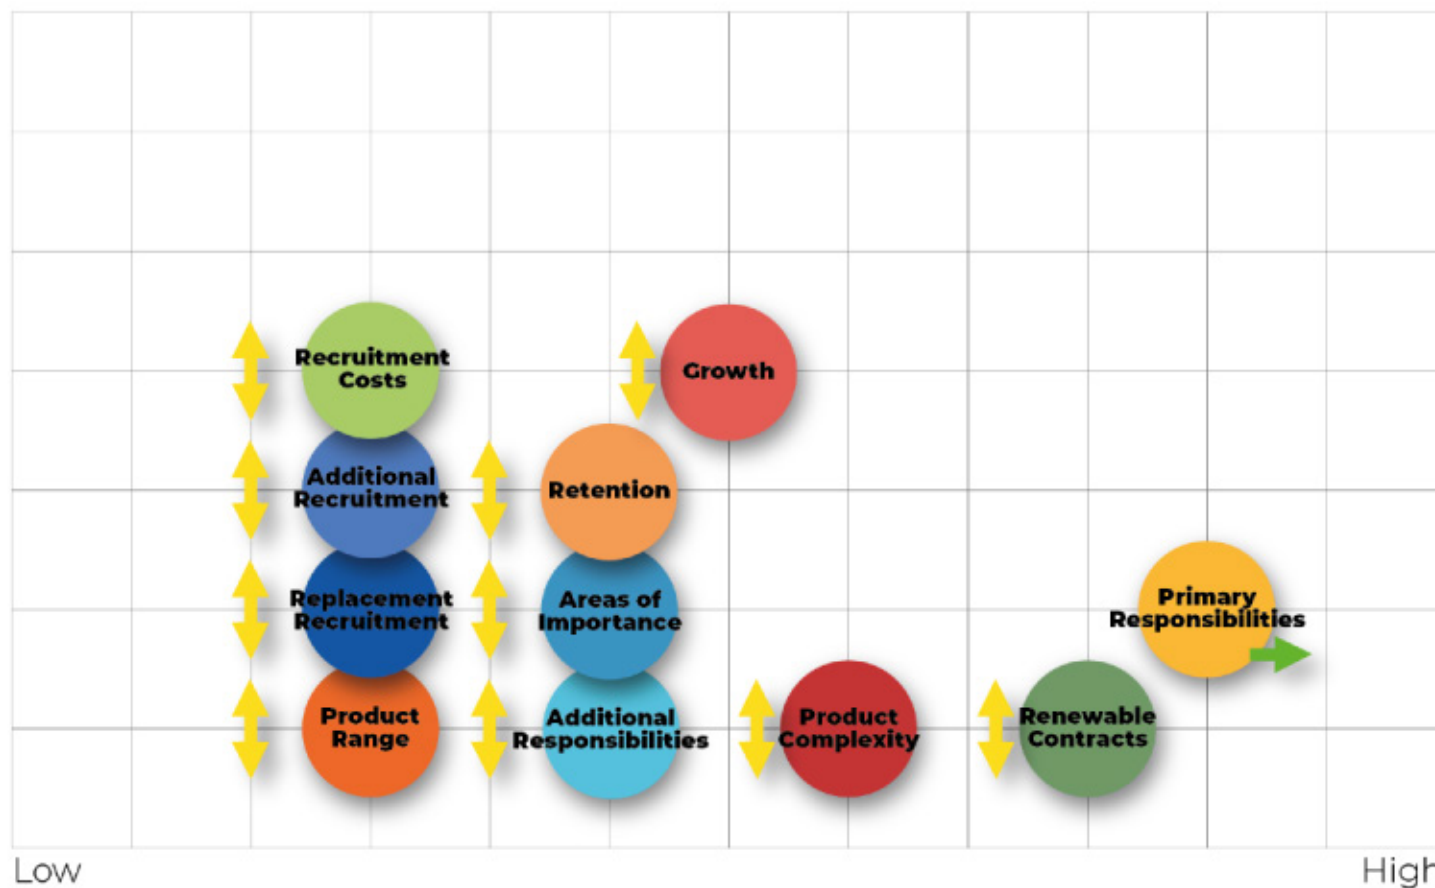 Recruitment
Costs
Growth
Additional
Recruitment
Retention
Replacement
Recruitment
Areas of
Importance
Primary
Responsibilities
Product
Range
Additional
Responsibilities
Product
Complexity
Renewable
Contracts
Low
High